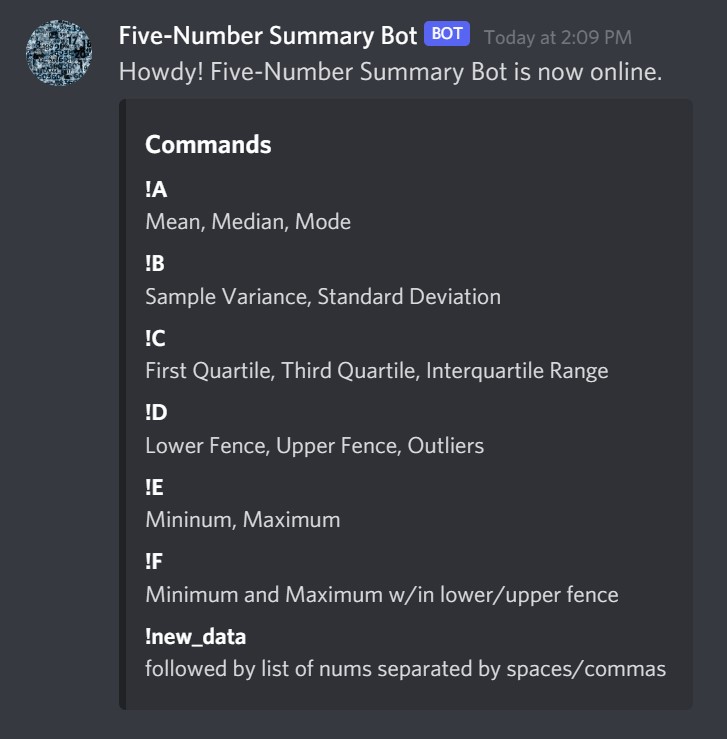 Five-Number Summary Bot BOT Today at 2:09 PM
Howdy! Five-Number Summary Bot is now online.
Commands
!A
Mean, Median, Mode
!B
Sample Variance, Standard Deviation
!C
First Quartile, Third Quartile, Interquartile Range
!D
Lower Fence, Upper Fence, Outliers
!E
Mininum, Maximum
!F
Minimum and Maximum w/in lower/upper fence
!new_data
followed by list of nums separated by spaces/commas